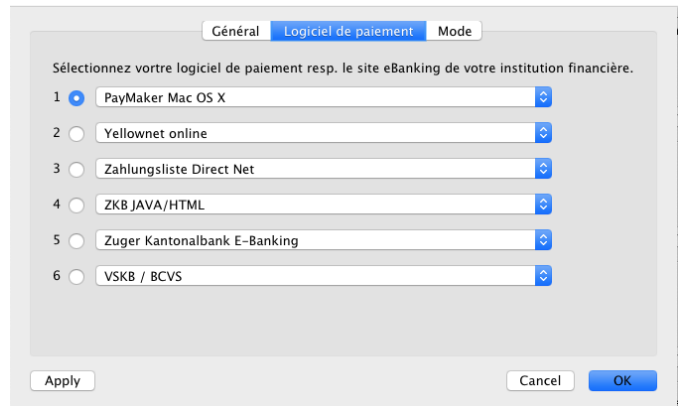 Général Logiciel de paiement Mode
Sélectionnez vortre logiciel de paiement resp. le site eBanking de votre institution financière.
1 PayMaker Mac OS X
2 Yellownet online
3 Zahlungsliste Direct Net
4 ZKB JAVA/HTML
5 Zuger Kantonalbank E-Banking
6 VSKB / BCVS
Apply Cancel OK